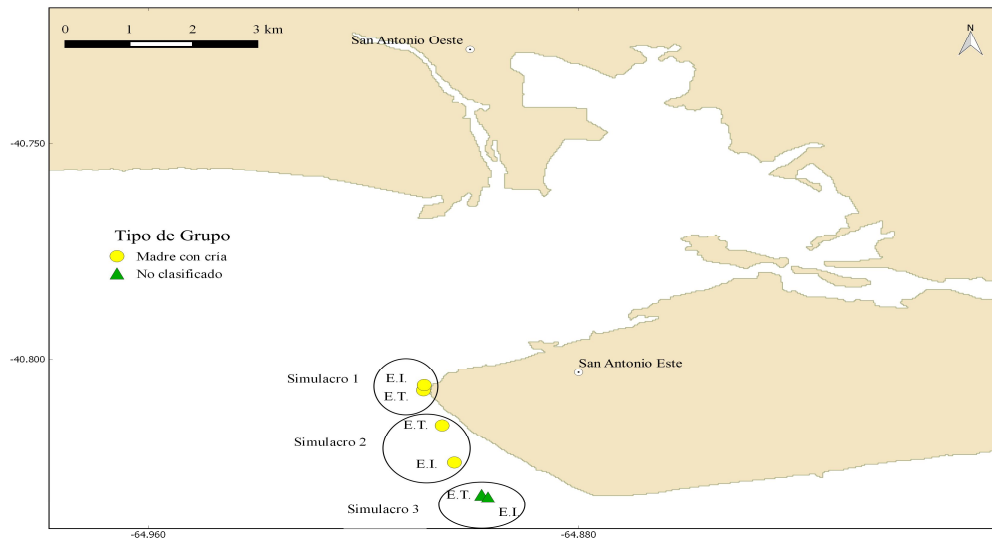 0 1 2 3 km
San Antonio Oeste
N
-40.750
Tipo de Grupo
Madre con cría
No clasificado
-40.800
San Antonio Este
Simulacro 1
E.I.
E.T.
Simulacro 2
E.T.
E.I.
Simulacro 3
E.T.
E.I.
-64.960
-64.880